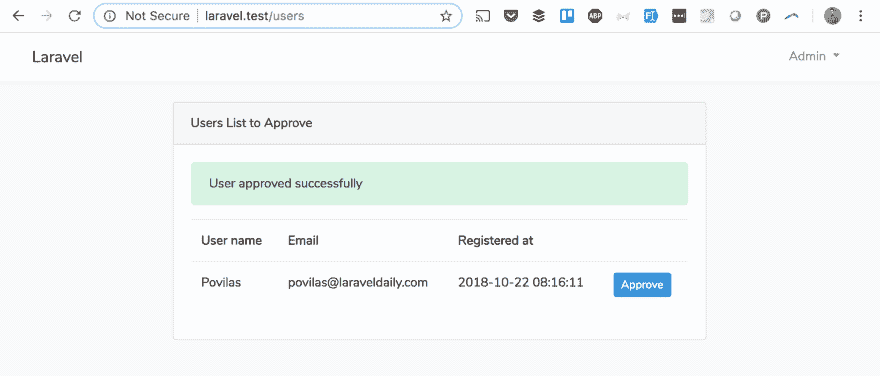 Not Secure laravel.test/users
Laravel Admin
Users List to Approve
User approved successfully
User name Email Registered at
Povilas povilas@laraveldaily.com 2018-10-22 08:16:11 Approve